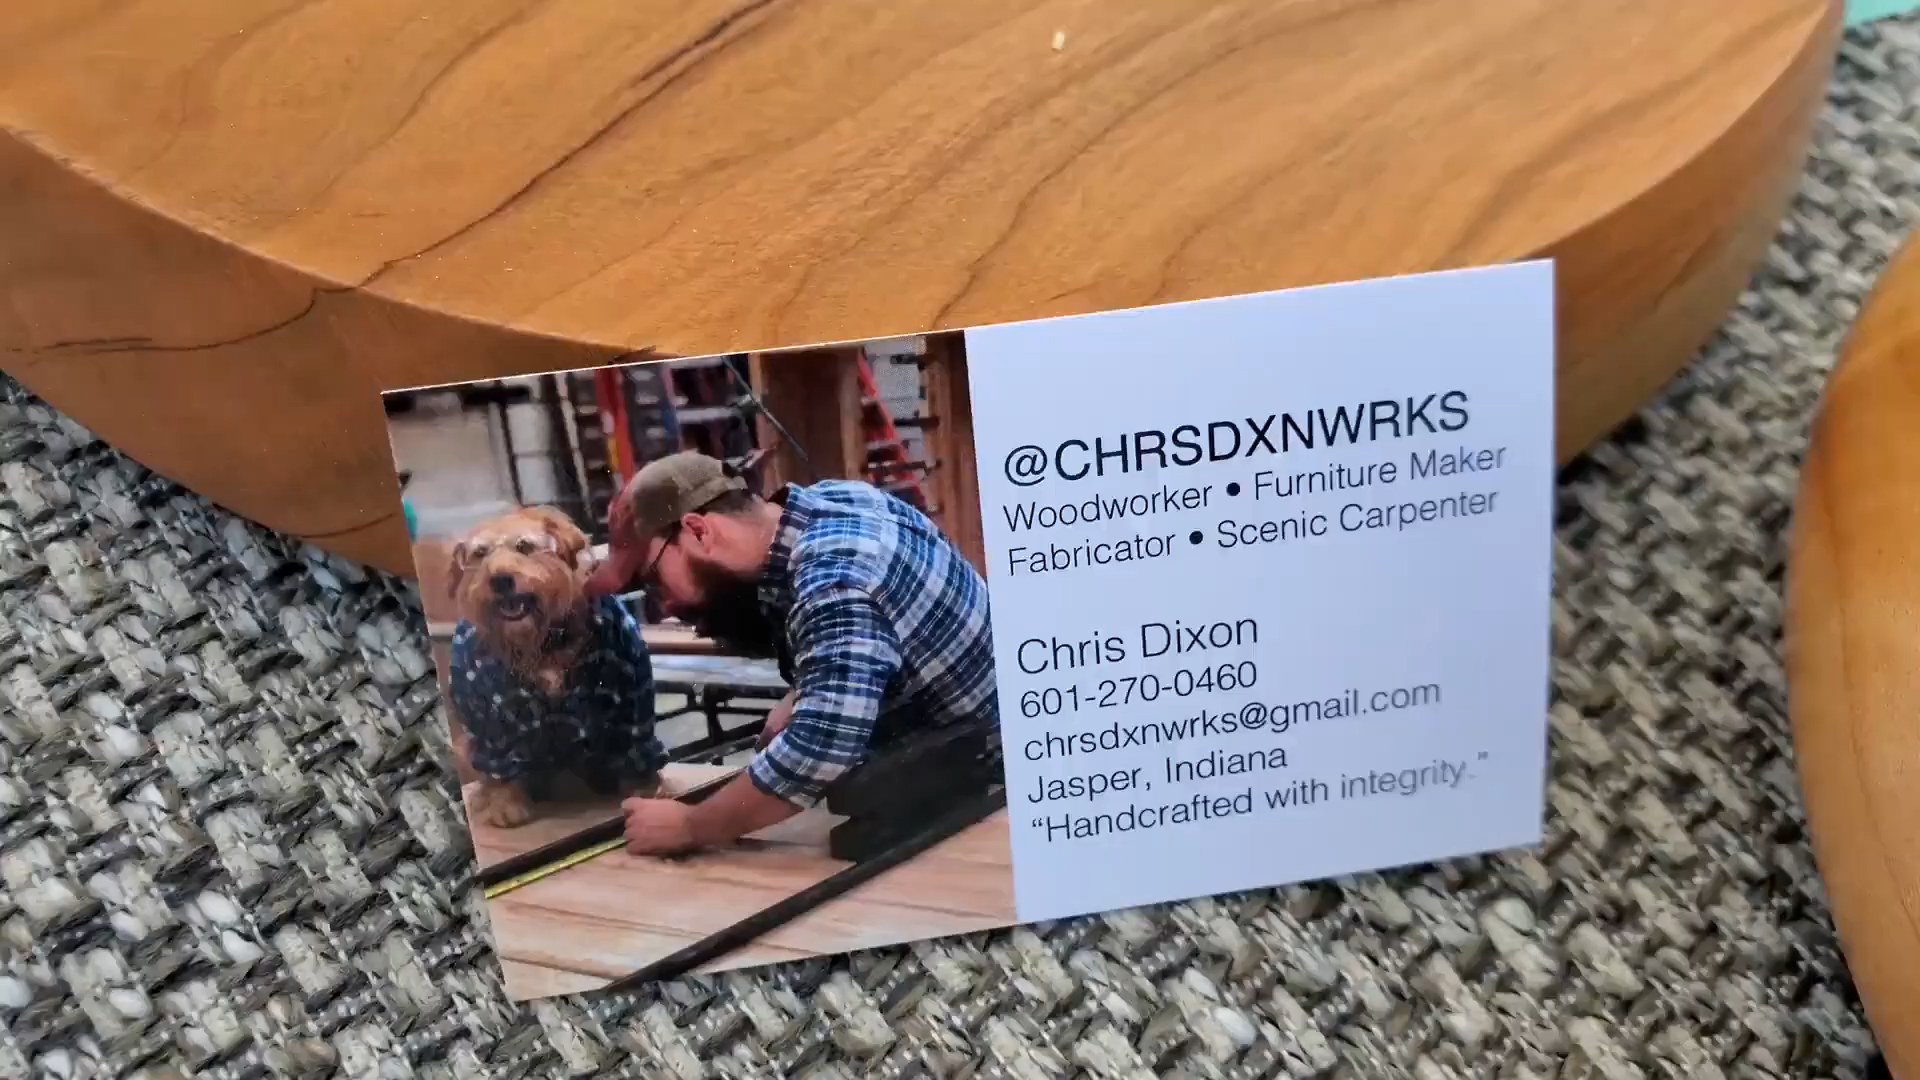 @CHRSDXNWRKS
Woodworker • Furniture Maker
Fabricator • Scenic Carpenter
Chris Dixon
601-270-0460
chrsdxnwrks@gmail.com
Jasper, Indiana
“Handcrafted with integrity.”